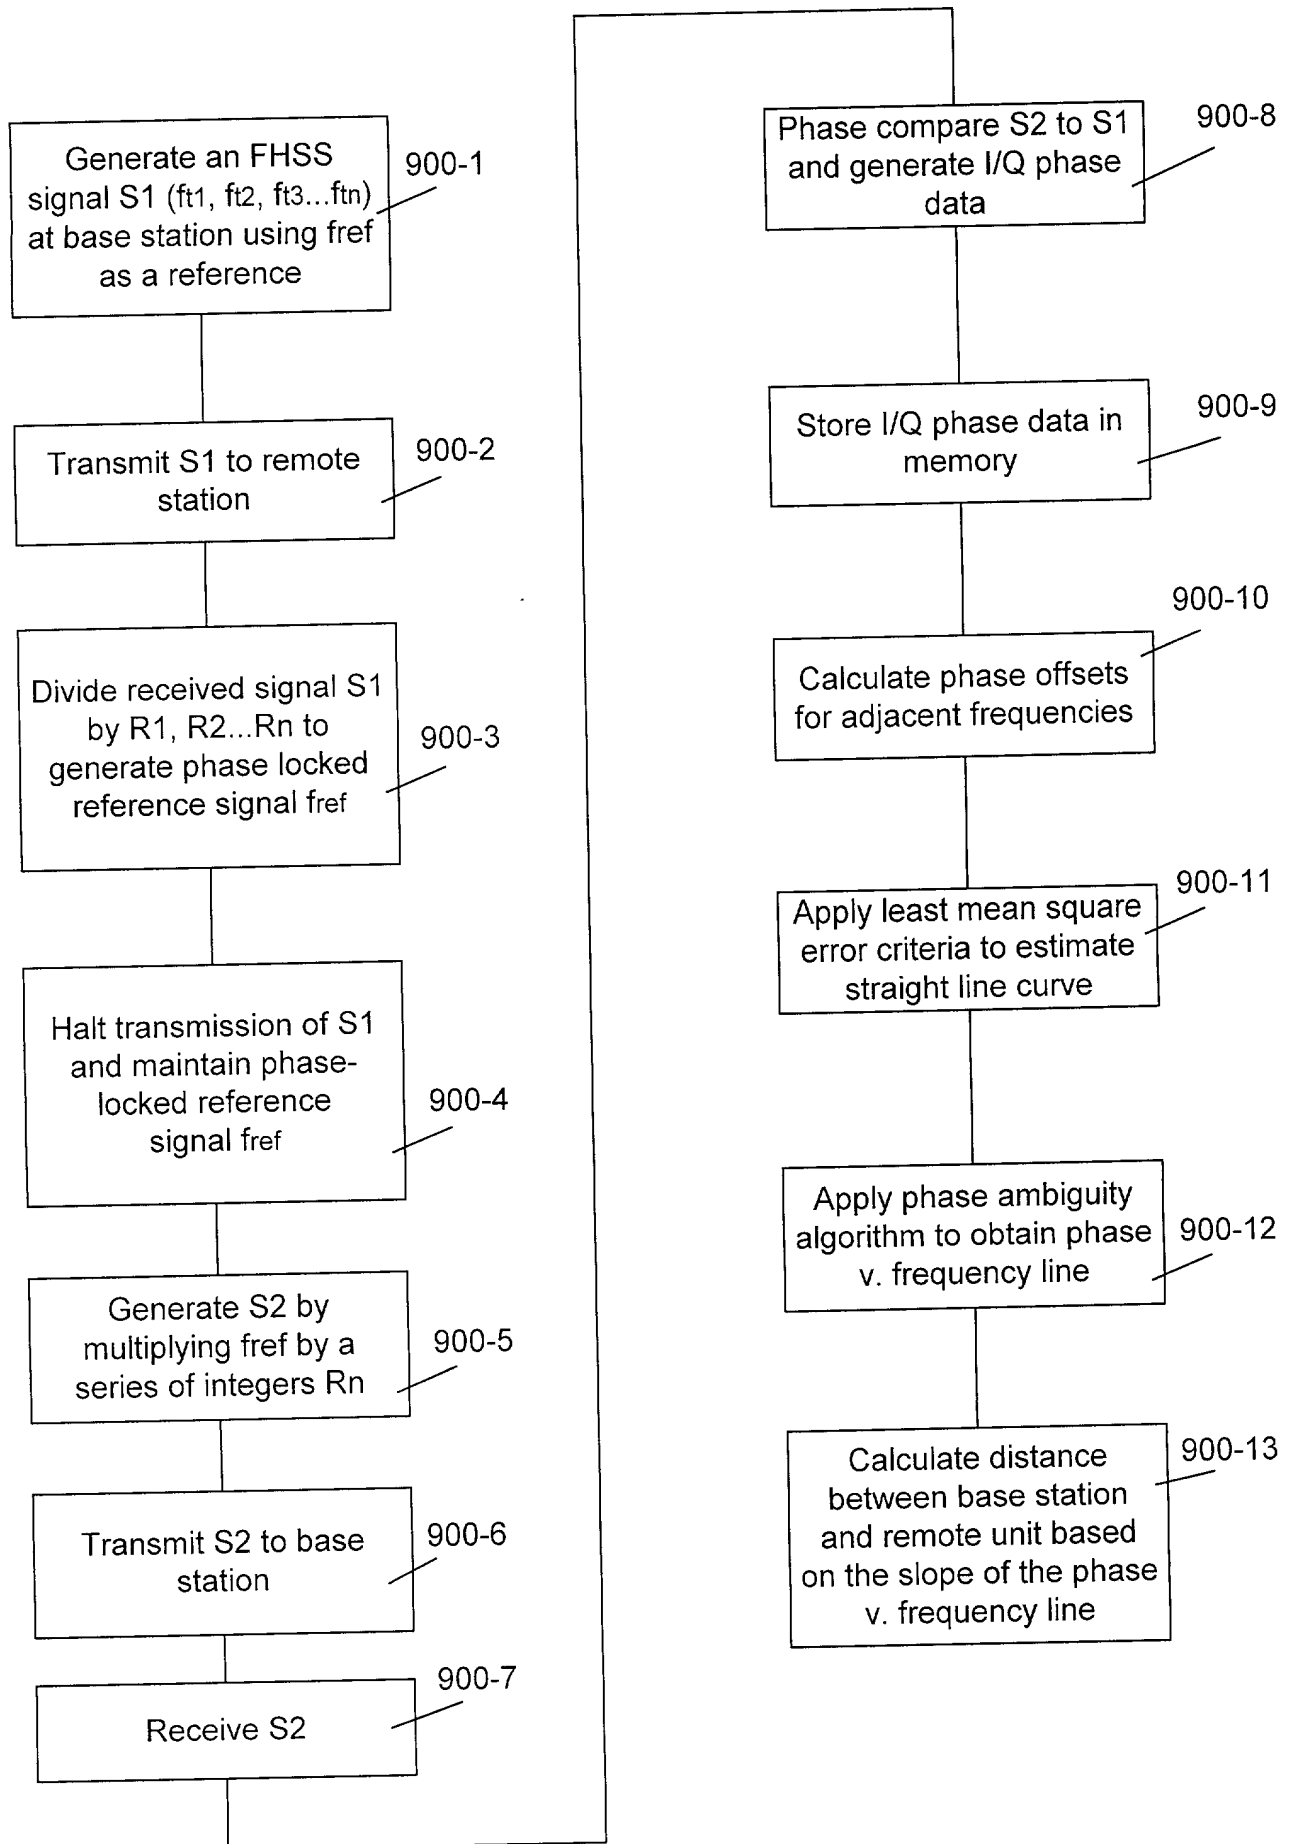 Generate an FHSS
signal S1 (ft1, ft2, ft3...ftn)
at base station using fref
as a reference
900-1
Transmit S1 to remote
station
900-2
Divide received signal S1
by R1, R2...Rn to
generate phase locked
reference signal fref
900-3
Halt transmission of S1
and maintain phase-
locked reference
signal fref
900-4
Generate S2 by
multiplying fref by a
series of integers Rn
900-5
Transmit S2 to base
station
900-6
Receive S2
900-7
Phase compare S2 to S1
and generate I/Q phase
data
900-8
Store I/Q phase data in
memory
900-9
Calculate phase offsets
for adjacent frequencies
900-10
Apply least mean square
error criteria to estimate
straight line curve
900-11
Apply phase ambiguity
algorithm to obtain phase
v. frequency line
900-12
Calculate distance
between base station
and remote unit based
on the slope of the phase
v. frequency line
900-13